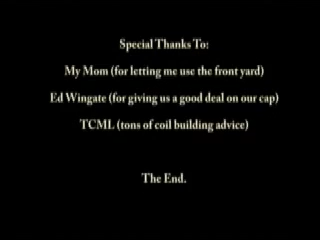 Special Thanks To:
My Mom (for letting me use the front yard)
Ed Wingate (for giving us a good deal on our cap)
TCML (tons of coil building advice)
The End.